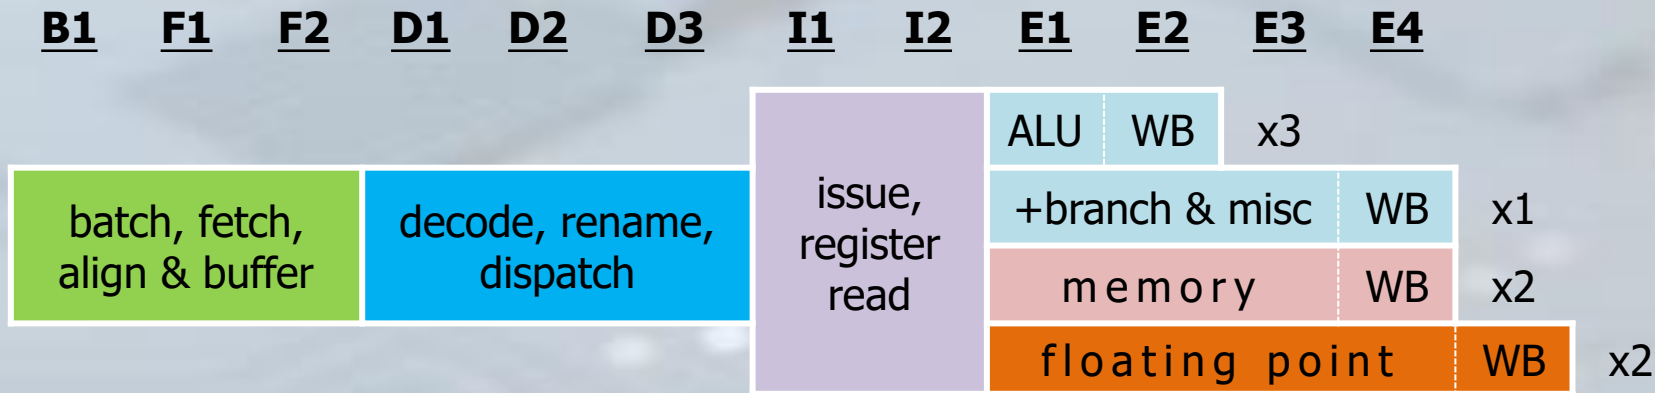 B1 F1 F2 D1 D2 D3 I1 I2 E1 E2 E3 E4
ALU WB x3
batch, fetch,
align & buffer
decode, rename,
dispatch
issue,
register
read
+branch & misc WB x1
memory WB x2
floating point WB x2